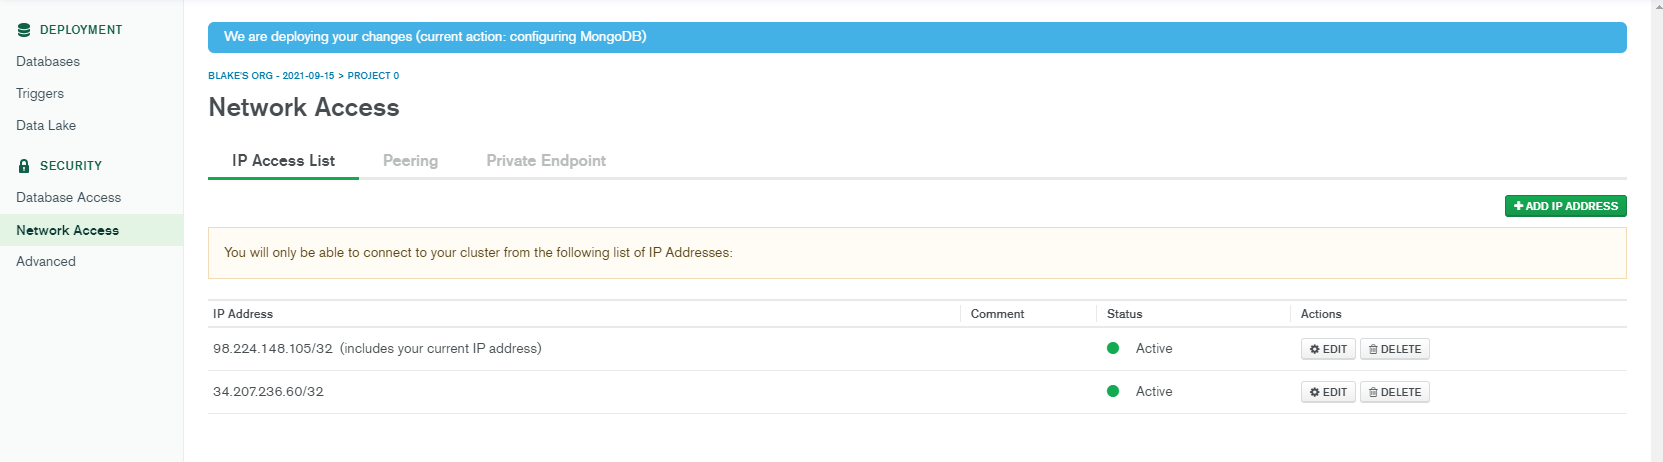 DEPLOYMENT
Databases
Triggers
Data Lake
SECURITY
Database Access
Network Access
Advanced
We are deploying your changes (current action: configuring MongoDB)
BLAKE'S ORG - 2021-09-15 > PROJECT 0
Network Access
IP Access List Peering Private Endpoint
ADD IP ADDRESS
You will only be able to connect to your cluster from the following list of IP Addresses:
IP Address Comment Status Actions
98.224.148.105/32 (includes your current IP address) Active EDIT DELETE
34.207.236.60/32 Active EDIT DELETE